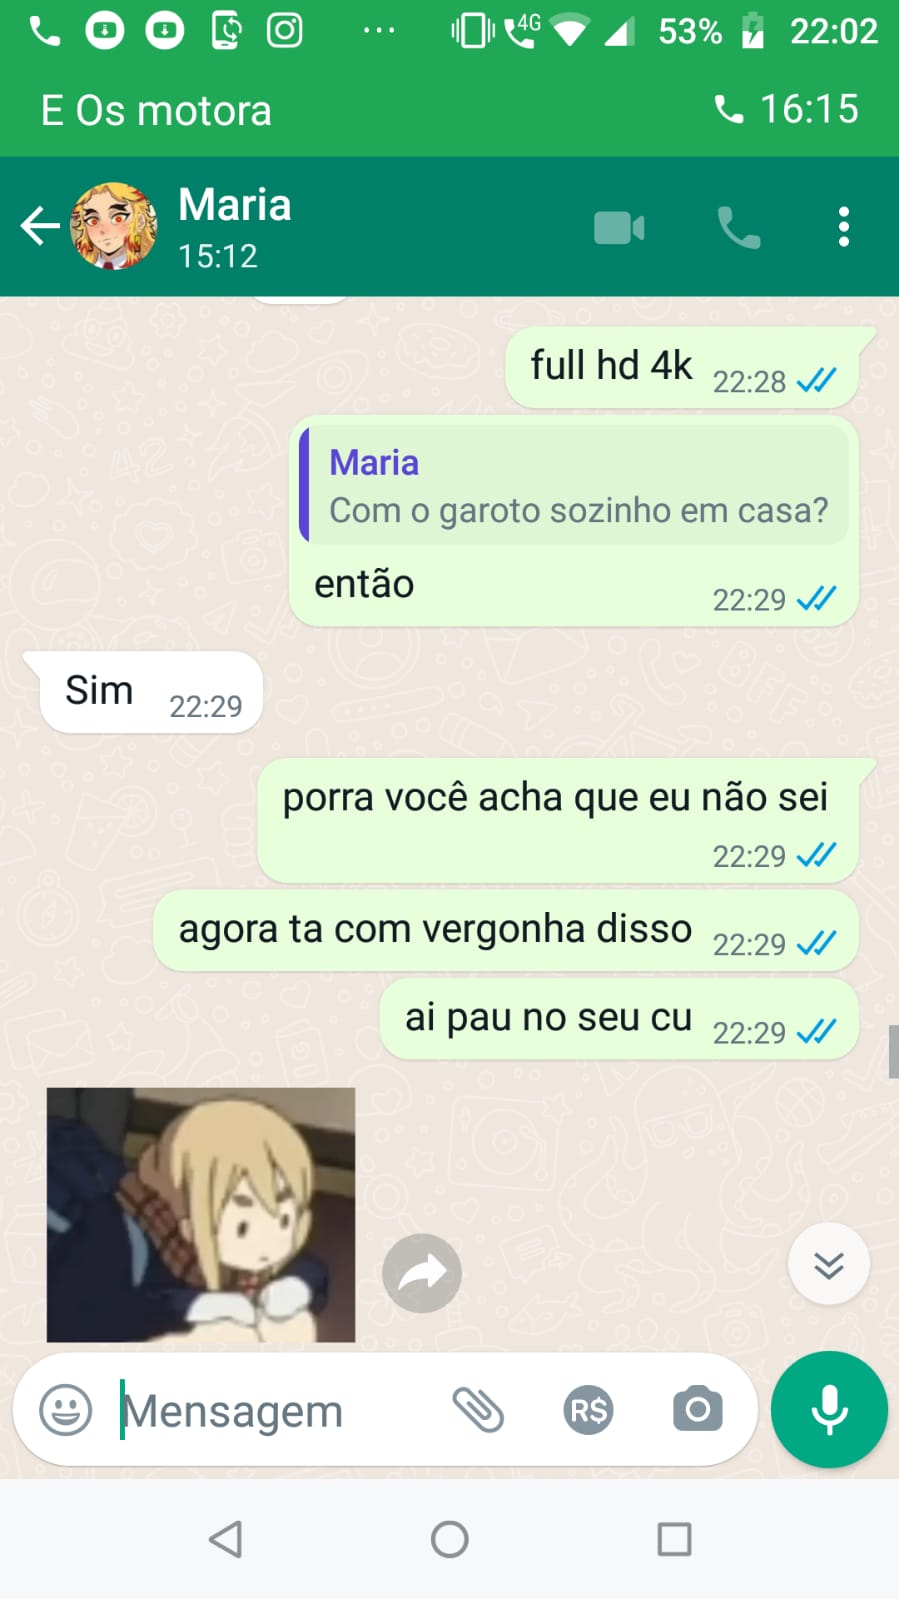 4G 53% 22:02
E Os motora 16:15
Maria
15:12
full hd 4k 22:28
Maria
Com o garoto sozinho em casa?
então 22:29
Sim 22:29
porra você acha que eu não sei
22:29
agora ta com vergonha disso 22:29
ai pau no seu cu 22:29
Mensagem R$